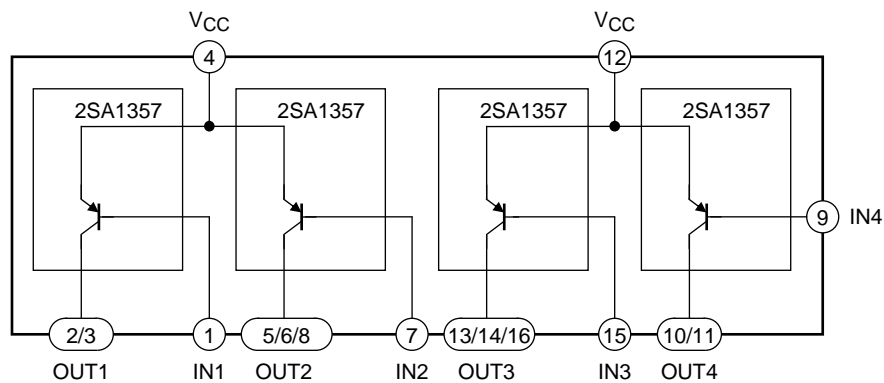 VCC VCC
4 12
2SA1357 2SA1357 2SA1357 2SA1357
9 IN4
2/3 1 5/6/8 7 13/14/16 15 10/11
OUT1 IN1 OUT2 IN2 OUT3 IN3 OUT4